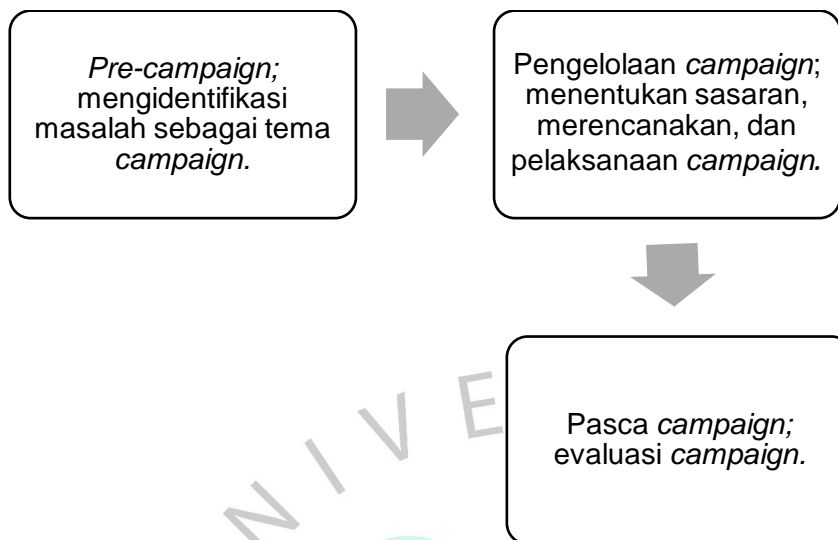 Pre-campaign;
mengidentifikasi
masalah sebagai tema
campaign.
Pengelolaan campaign;
menentukan sasaran,
merencanakan, dan
pelaksanaan campaign.
Pasca campaign;
evaluasi campaign.
N I V E